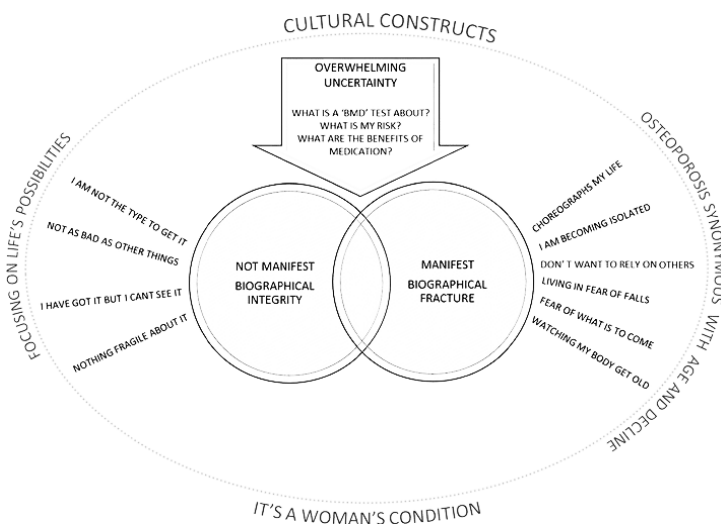 CULTURAL CONSTRUCTS
OVERWHELMING
UNCERTAINTY
WHAT IS A 'BMD' TEST ABOUT?
WHAT IS MY RISK?
WHAT ARE THE BENEFITS OF
MEDICATION?
FOCUSING ON LIFE'S POSSIBILITIES
I AM NOT THE TYPE TO GET IT
NOT AS BAD AS OTHER THINGS
I HAVE GOT IT BUT I CANT SEE IT
NOTHING FRAGILE ABOUT IT
NOT MANIFEST
BIOGRAPHICAL
INTEGRITY
MANIFEST
BIOGRAPHICAL
FRACTURE
CHOREOGRAPHS MY LIFE
I AM BECOMING ISOLATED
DON'T WANT TO RELY ON OTHERS
LIVING IN FEAR OF FALLS
FEAR OF WHAT IS TO COME
WATCHING MY BODY GET OLD
OSTEOPOROSIS SYNONYMOUS WITH AGE AND DECLINE
IT'S A WOMAN'S CONDITION